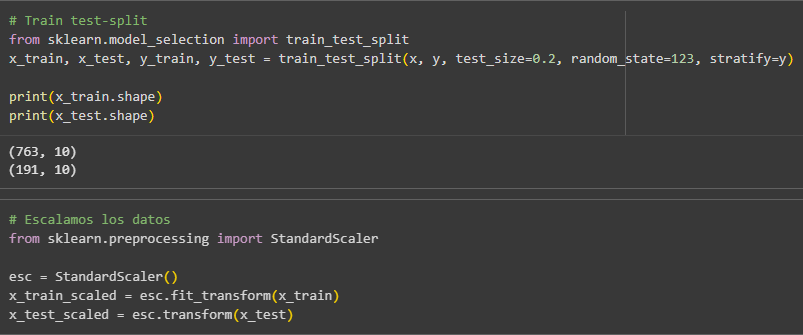 # Train test-split
from sklearn.model_selection import train_test_split
x_train, x_test, y_train, y_test = train_test_split(x, y, test_size=0.2, random_state=123, stratify=y)
print(x_train.shape)
print(x_test.shape)
(763, 10)
(191, 10)
# Escalamos los datos
from sklearn.preprocessing import StandardScaler
esc = StandardScaler()
x_train_scaled = esc.fit_transform(x_train)
x_test_scaled = esc.transform(x_test)